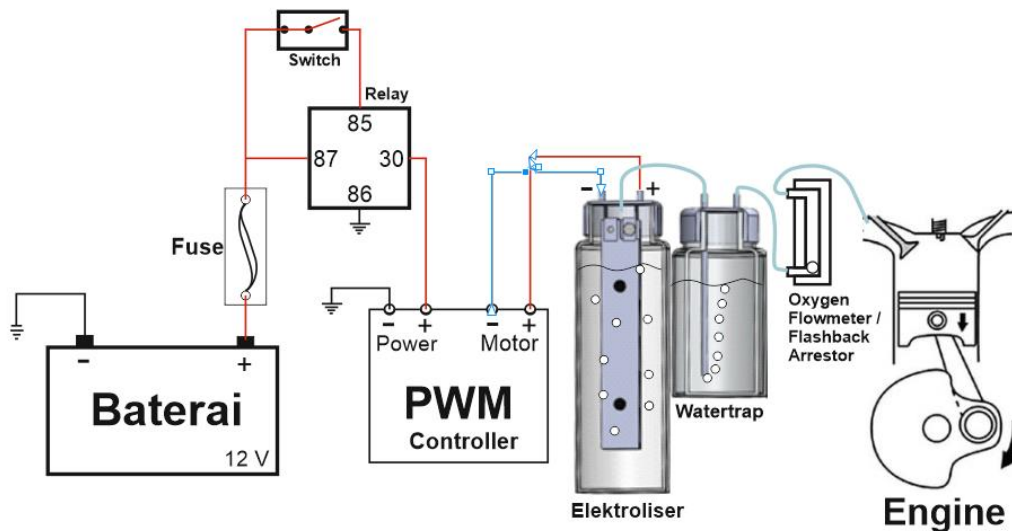 Switch
Relay
85
87 30
86
Fuse
- +
Baterai
12 V
- + - +
Power Motor
PWM
Controller
- +
Elektroliser
Watertrap
Oxygen
Flowmeter /
Flashback
Arrestor
Engine